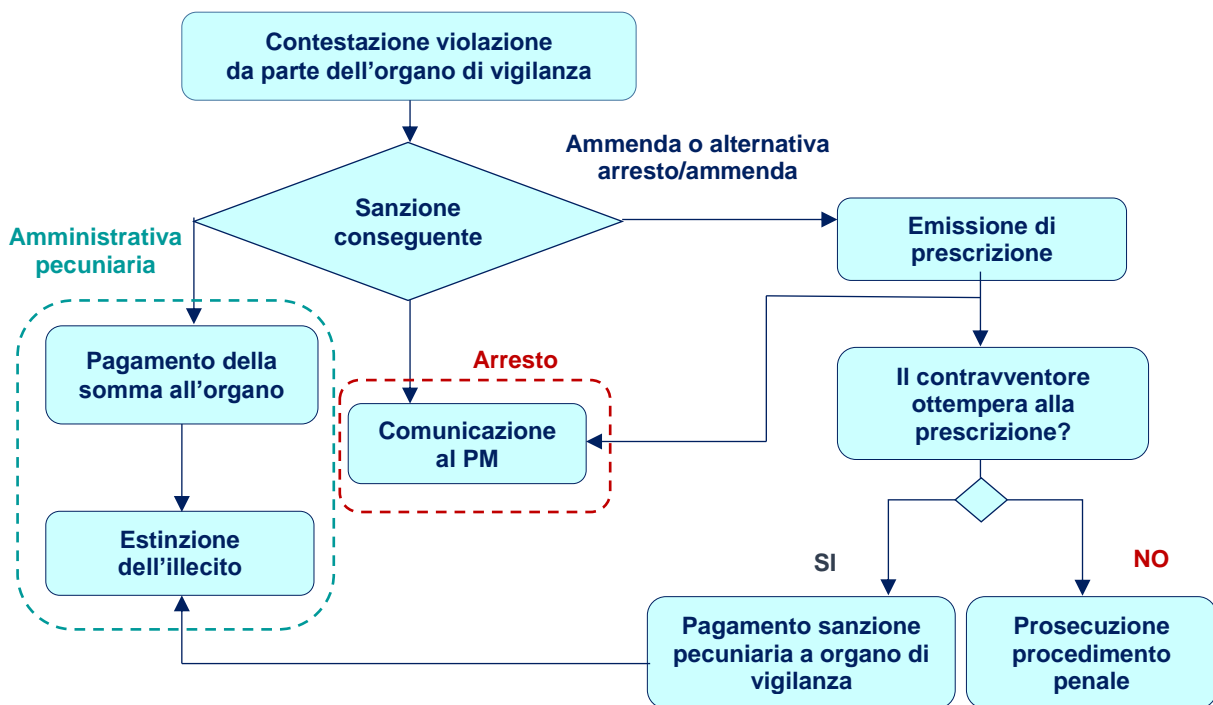 Contestazione violazione
da parte dell’organo di vigilanza
Ammenda o alternativa
arresto/ammenda
Sanzione
conseguente
Emissione di
prescrizione
Amministrativa
pecuniaria
Pagamento della
somma all’organo
Arresto
Comunicazione
al PM
Il contravventore
ottempera alla
prescrizione?
Estinzione
dell’illecito
SI
NO
Pagamento sanzione
pecuniaria a organo di
vigilanza
Prosecuzione
procedimento
penale